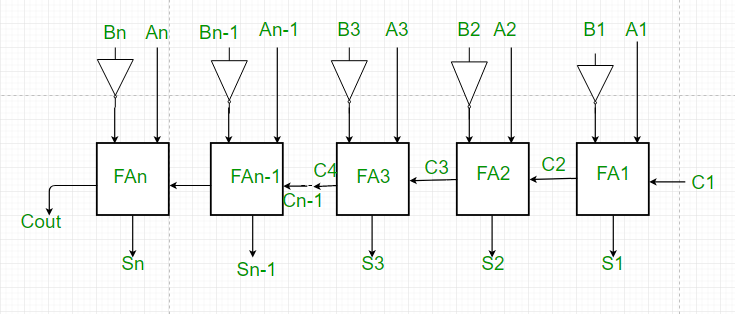 Bn An Bn-1 An-1 B3 A3 B2 A2 B1 A1
FAn FAn-1 C4 FA3 C3 FA2 C2 FA1 C1
Cn-1
Cout
Sn Sn-1 S3 S2 S1